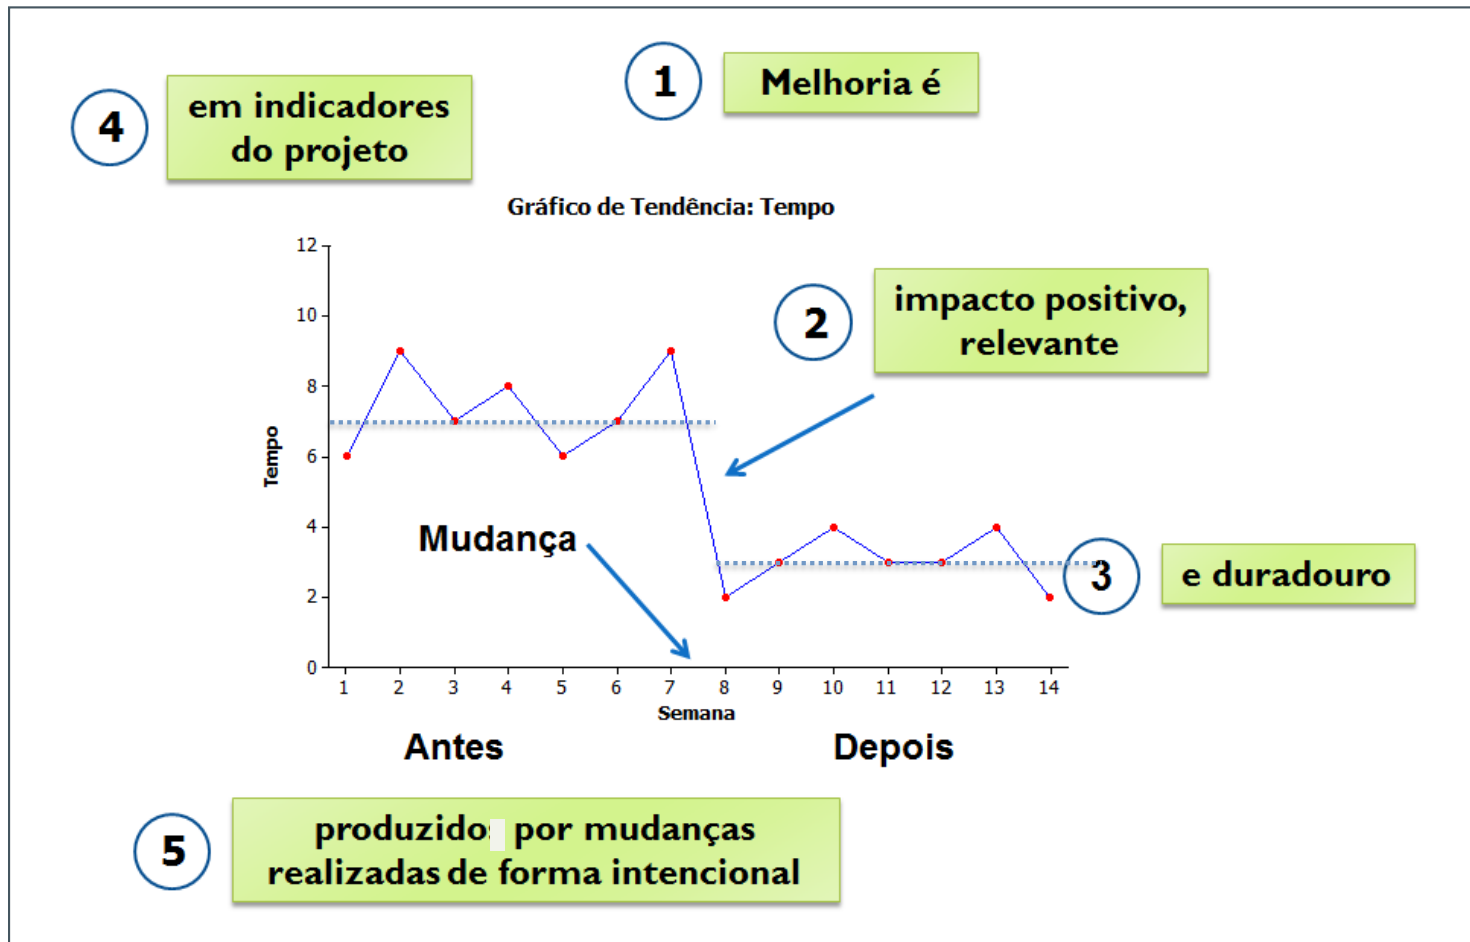 1
Melhoria é
4
em indicadores
do projeto
Gráfico de Tendência: Tempo
2
impacto positivo,
relevante
12
10
8
6
4
2
0
Tempo
Mudança
3
e duradouro
1 2 3 4 5 6 7 8 9 10 11 12 13 14
Semana
Antes
Depois
5
produzido por mudanças
realizadas de forma intencional